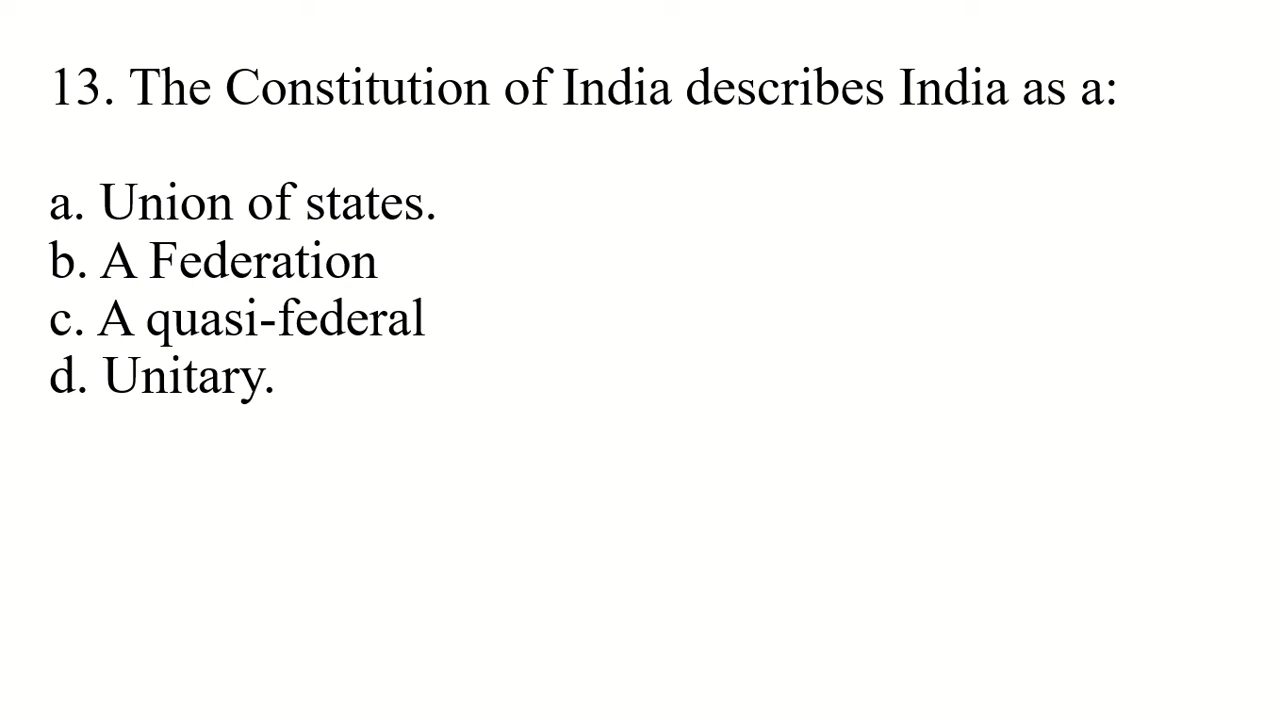 13. The Constitution of India describes India as a:
a. Union of states.
b. A Federation
c. A quasi-federal
d. Unitary.